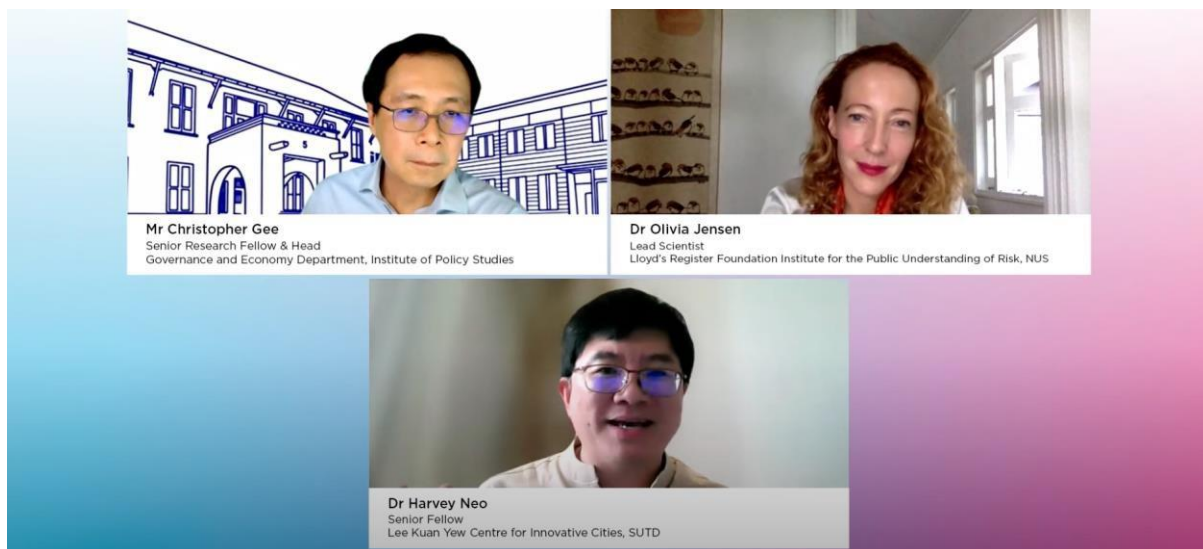 Mr Christopher Gee
Senior Research Fellow & Head
Governance and Economy Department, Institute of Policy Studies
Dr Olivia Jensen
Lead Scientist
Lloyd's Register Foundation Institute for the Public Understanding of Risk, NUS
5
Dr Harvey Neo
Senior Fellow
Lee Kuan Yew Centre for Innovative Cities, SUTD